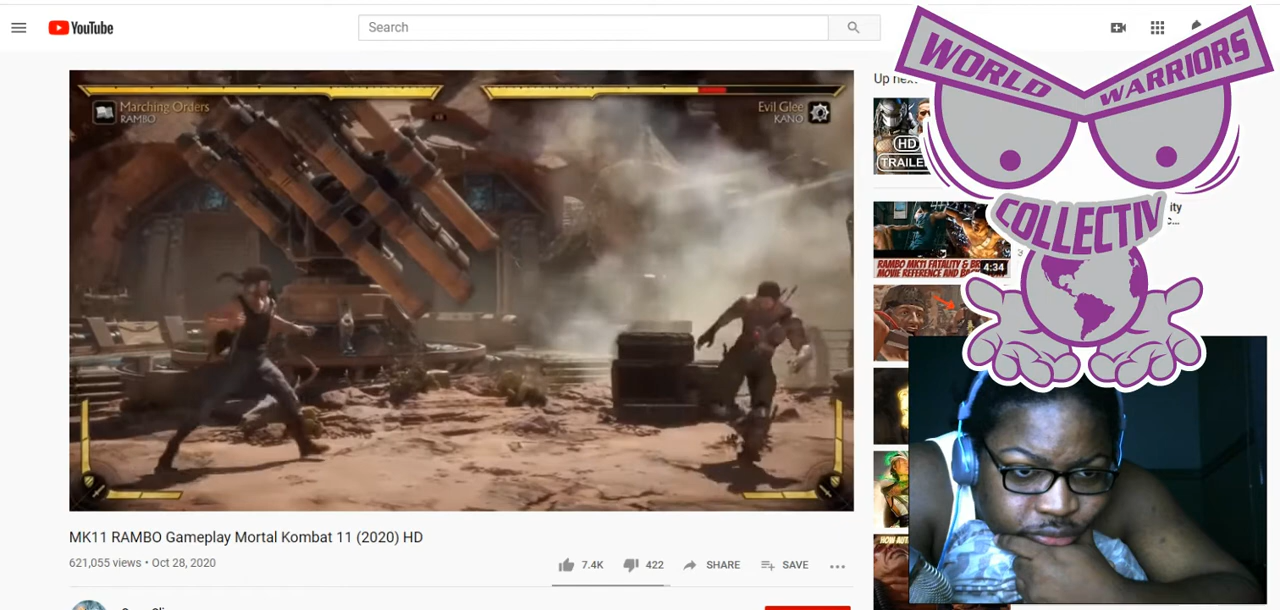 YouTube
Search
Marching Orders
RAMBO
Evil Glee
KANO
Up
HD
TRAILE
RAMBO MK11 FATALITY &
MOVIE REFERENCE AND
4:34
ity
WORLD WARRIORS
COLLECTIV
MK11 RAMBO Gameplay Mortal Kombat 11 (2020) HD
621,055 views • Oct 28, 2020
7.4K
422
SHARE
SAVE